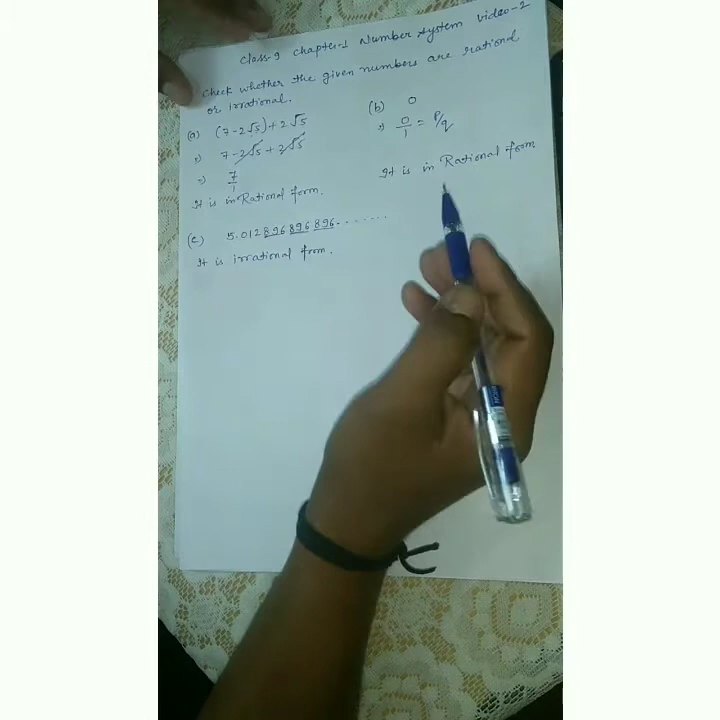 Class-9 Chapter-1 Number System Video-2
Check whether the given numbers are rational
or irrational.
(a) (7-2√5)+2√5
⇒ 7-2√5+2√5
⇒ 7/1
It is in Rational form.
(b) 0
⇒ 0/1 = P/q
It is in Rational form
(c) 5.012896896896.......
It is irrational form.